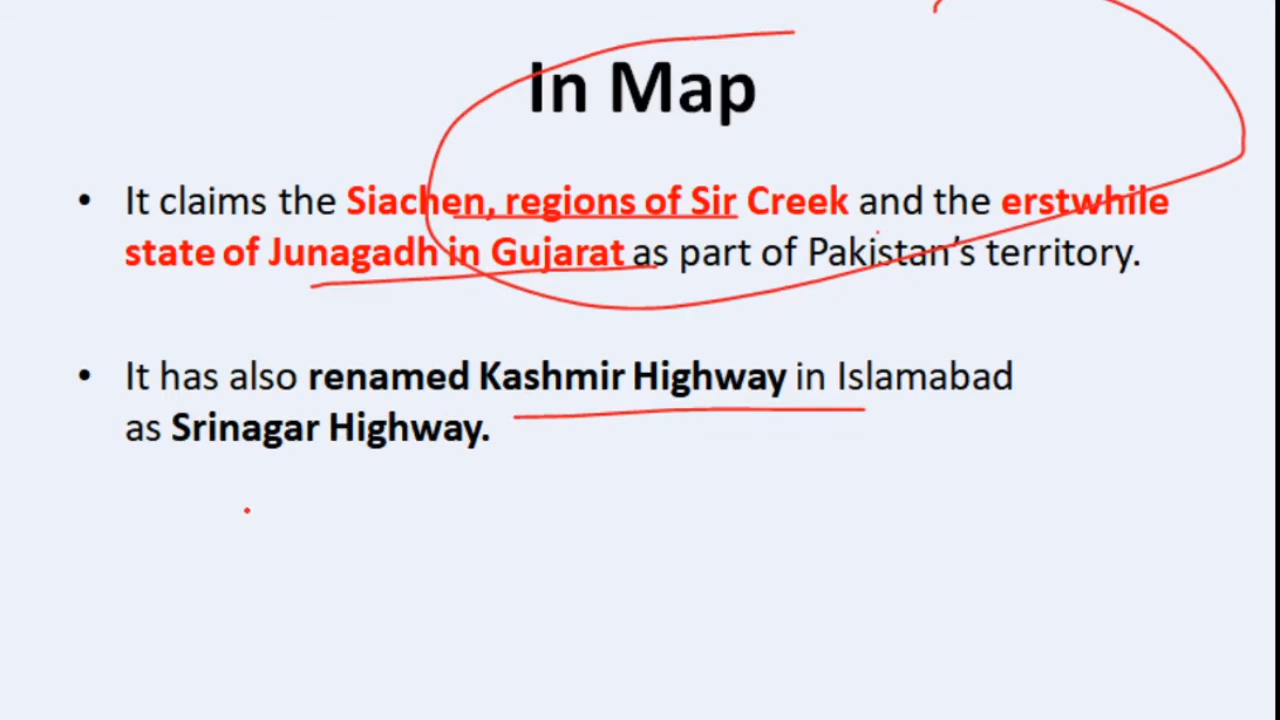 In Map
• It claims the Siachen, regions of Sir Creek and the erstwhile
state of Junagadh in Gujarat as part of Pakistan’s territory.
• It has also renamed Kashmir Highway in Islamabad
as Srinagar Highway.